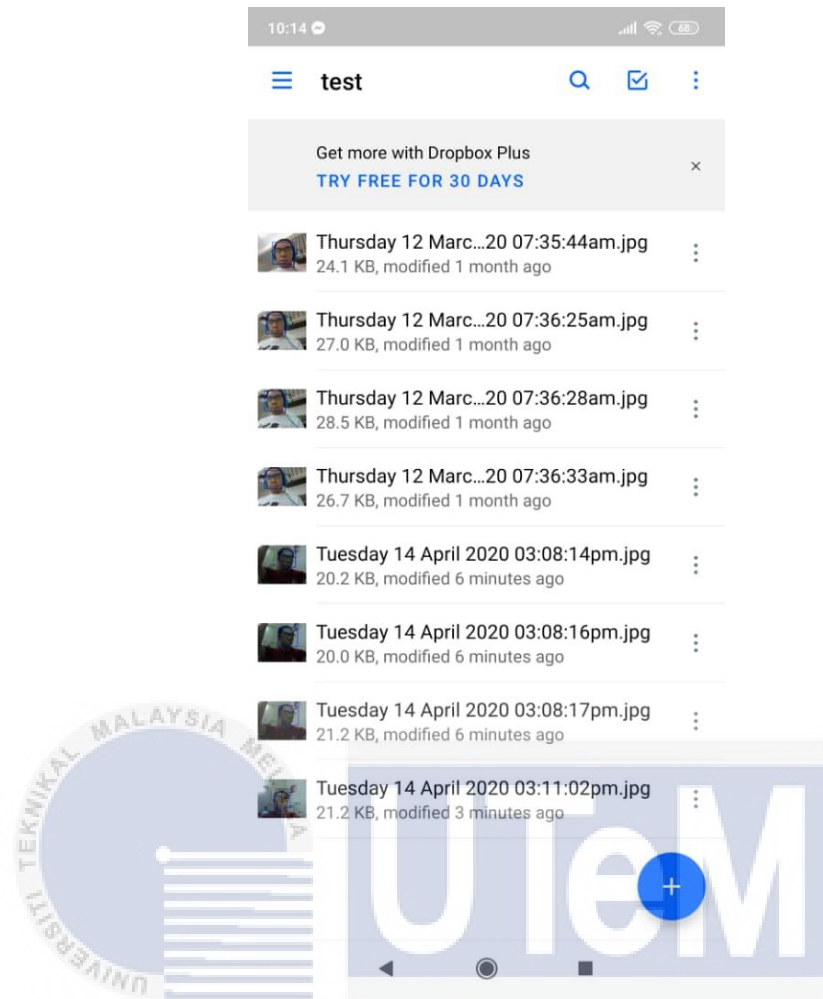 10:14 68
test
Get more with Dropbox Plus
TRY FREE FOR 30 DAYS
×
Thursday 12 Marc...20 07:35:44am.jpg
24.1 KB, modified 1 month ago
Thursday 12 Marc...20 07:36:25am.jpg
27.0 KB, modified 1 month ago
Thursday 12 Marc...20 07:36:28am.jpg
28.5 KB, modified 1 month ago
Thursday 12 Marc...20 07:36:33am.jpg
26.7 KB, modified 1 month ago
Tuesday 14 April 2020 03:08:14pm.jpg
20.2 KB, modified 6 minutes ago
Tuesday 14 April 2020 03:08:16pm.jpg
20.0 KB, modified 6 minutes ago
Tuesday 14 April 2020 03:08:17pm.jpg
21.2 KB, modified 6 minutes ago
Tuesday 14 April 2020 03:11:02pm.jpg
21.2 KB, modified 3 minutes ago
+
UNIVERSITI TEKNIKAL MALAYSIA
UTeM